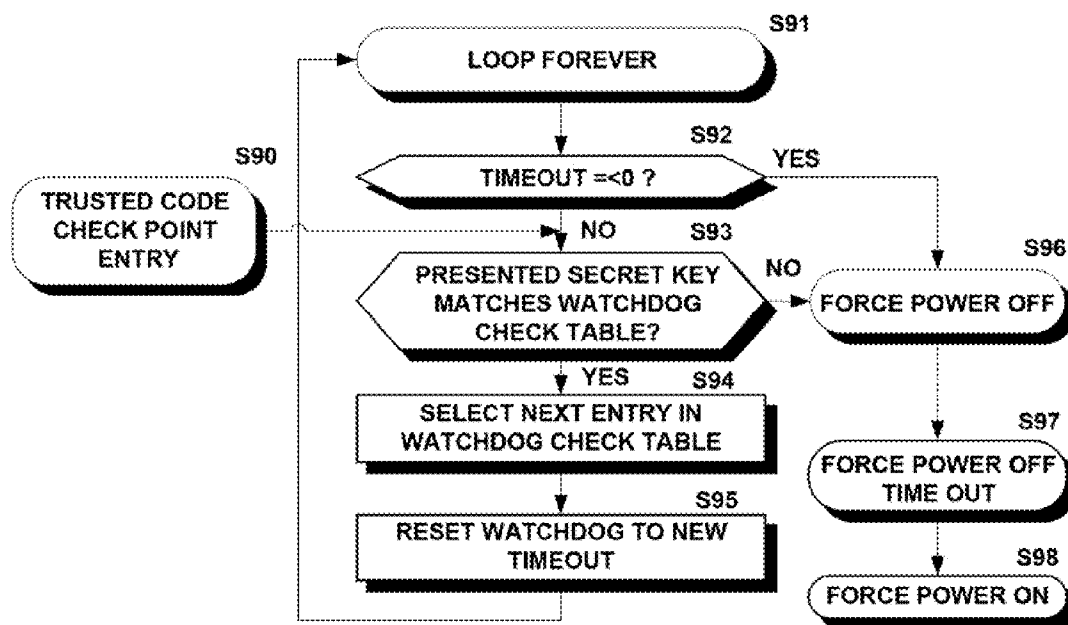 S91
LOOP FOREVER
S92
TIMEOUT =<0 ?
YES
S90
TRUSTED CODE
CHECK POINT
ENTRY
NO
S93
PRESENTED SECRET KEY
MATCHES WATCHDOG
CHECK TABLE?
NO
S96
FORCE POWER OFF
YES
S94
SELECT NEXT ENTRY IN
WATCHDOG CHECK TABLE
S97
FORCE POWER OFF
TIME OUT
S95
RESET WATCHDOG TO NEW
TIMEOUT
S98
FORCE POWER ON